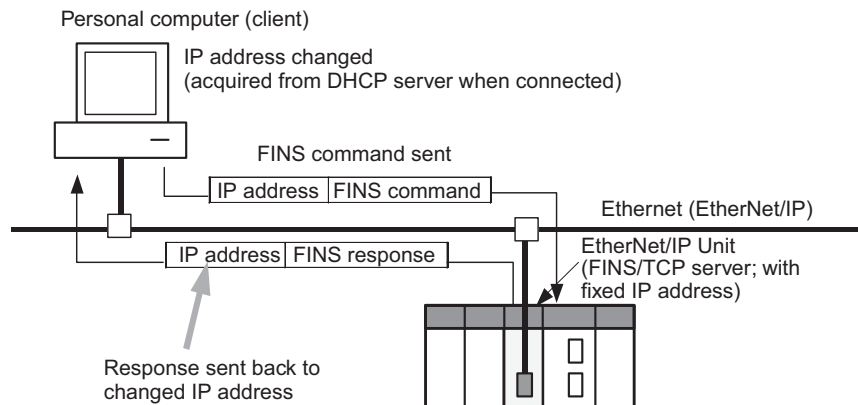 Personal computer (client)
IP address changed
(acquired from DHCP server when connected)
FINS command sent
IP address FINS command
Ethernet (EtherNet/IP)
IP address FINS response
EtherNet/IP Unit
(FINS/TCP server; with
fixed IP address)
Response sent back to
changed IP address